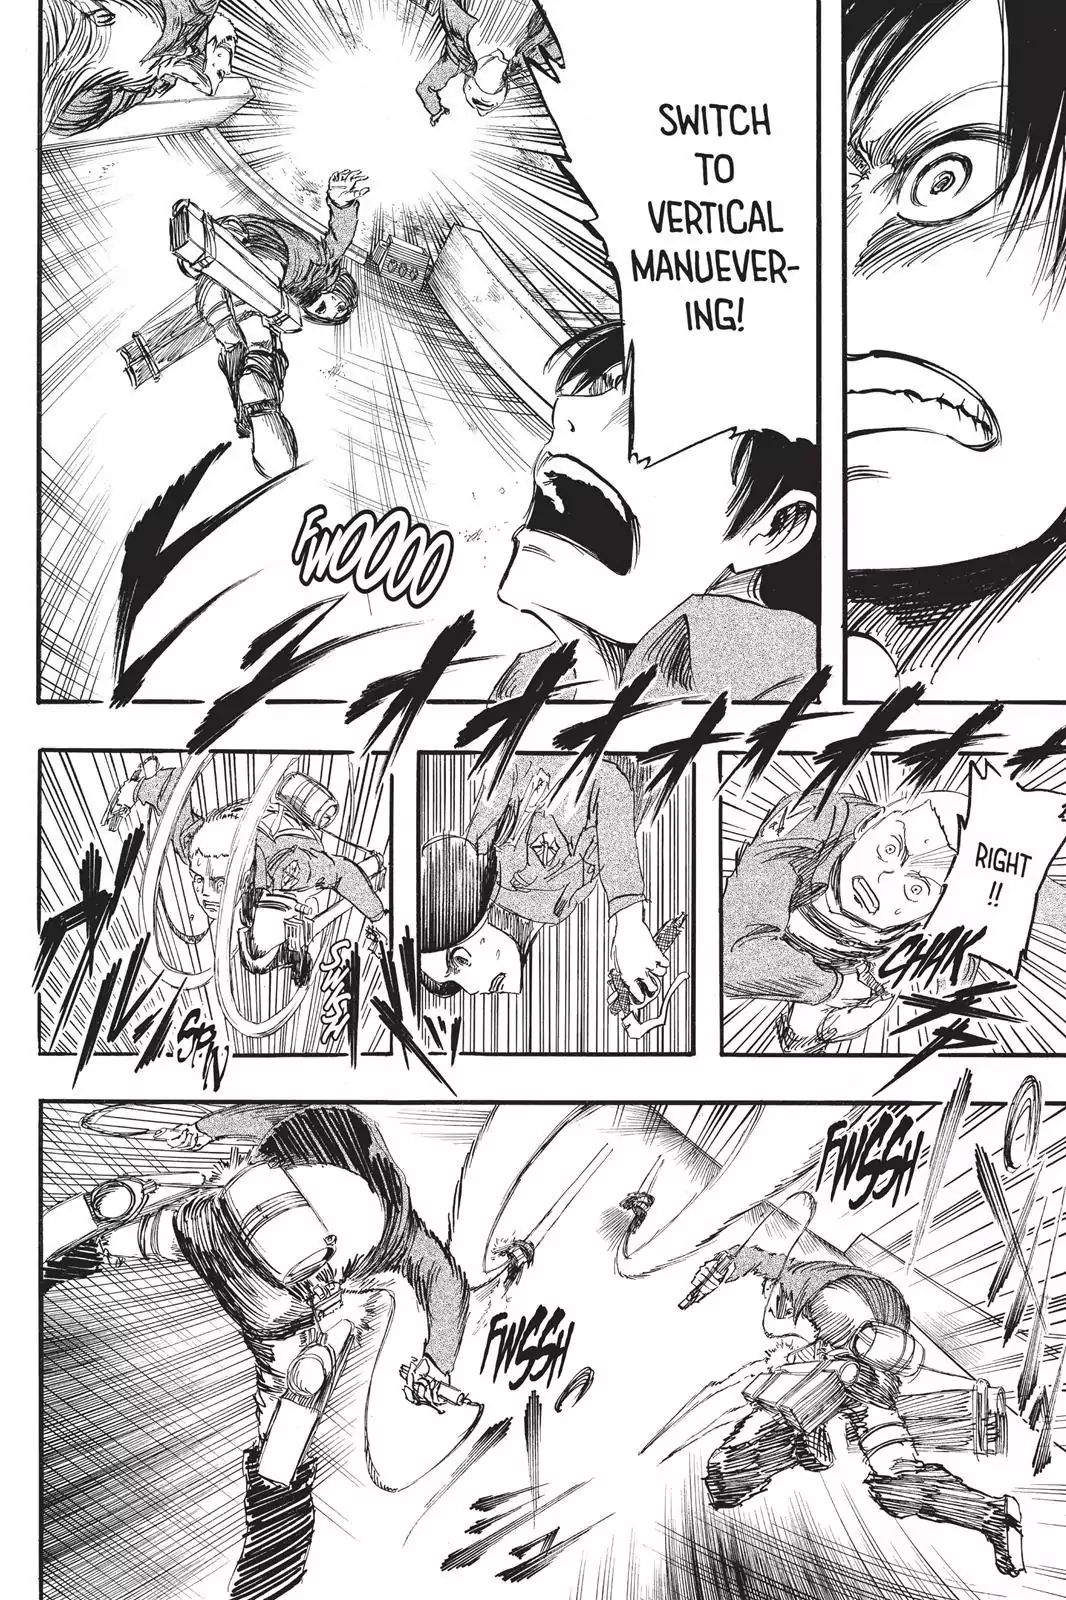 SWITCH
TO
VERTICAL
MANUEVER-
ING!
FWOOOO
RIGHT
!!
CHAK
SPIN
FWSSH
FWSSH